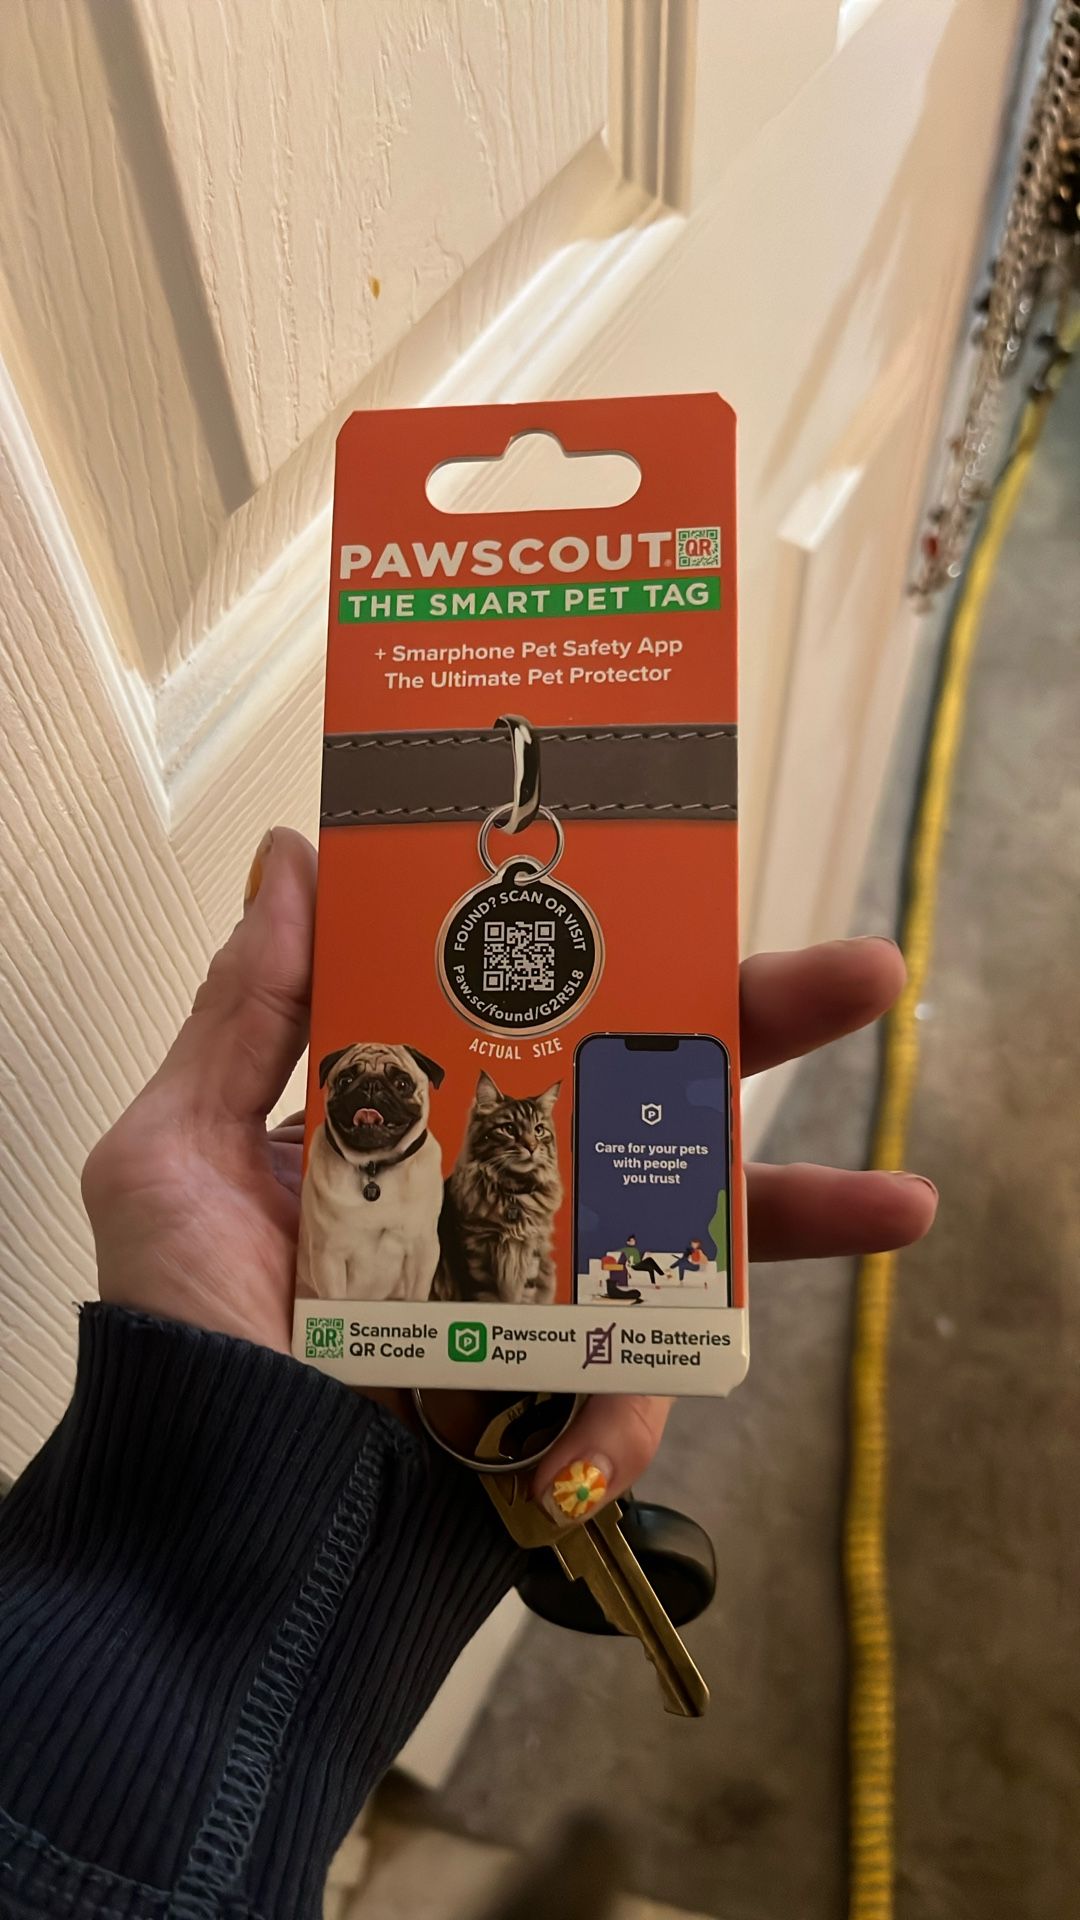 PAWSCOUT® QR
THE SMART PET TAG
+ Smarphone Pet Safety App
The Ultimate Pet Protector
FOUND? SCAN OR VISIT
Paw.sc/found/G2R5L8
ACTUAL SIZE
P
Care for your pets
with people
you trust
QR Scannable
QR Code
P Pawscout
App
No Batteries
Required